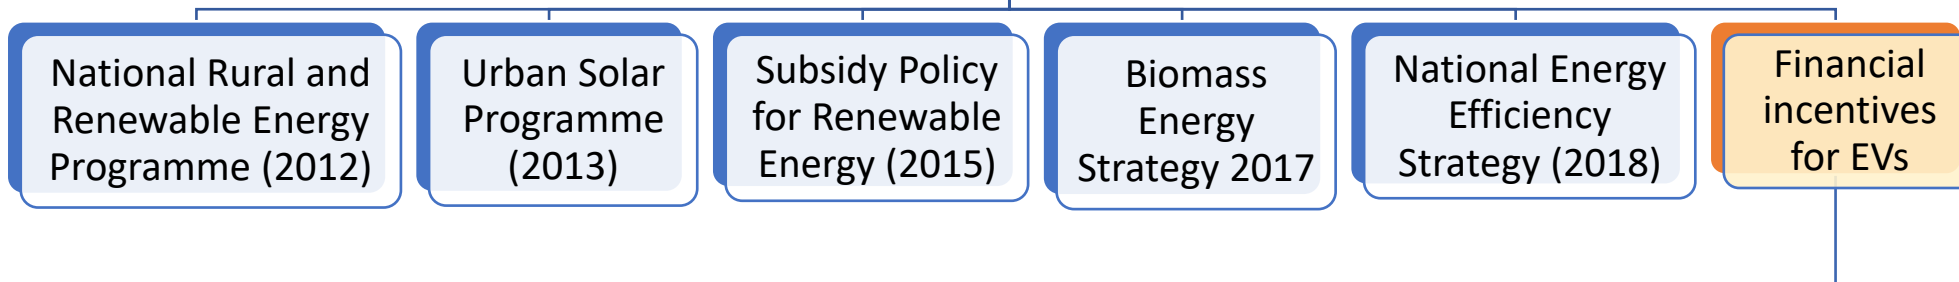 National Rural and
Renewable Energy
Programme (2012)
Urban Solar
Programme
(2013)
Subsidy Policy
for Renewable
Energy (2015)
Biomass
Energy
Strategy 2017
National Energy
Efficiency
Strategy (2018)
Financial
incentives
for EVs